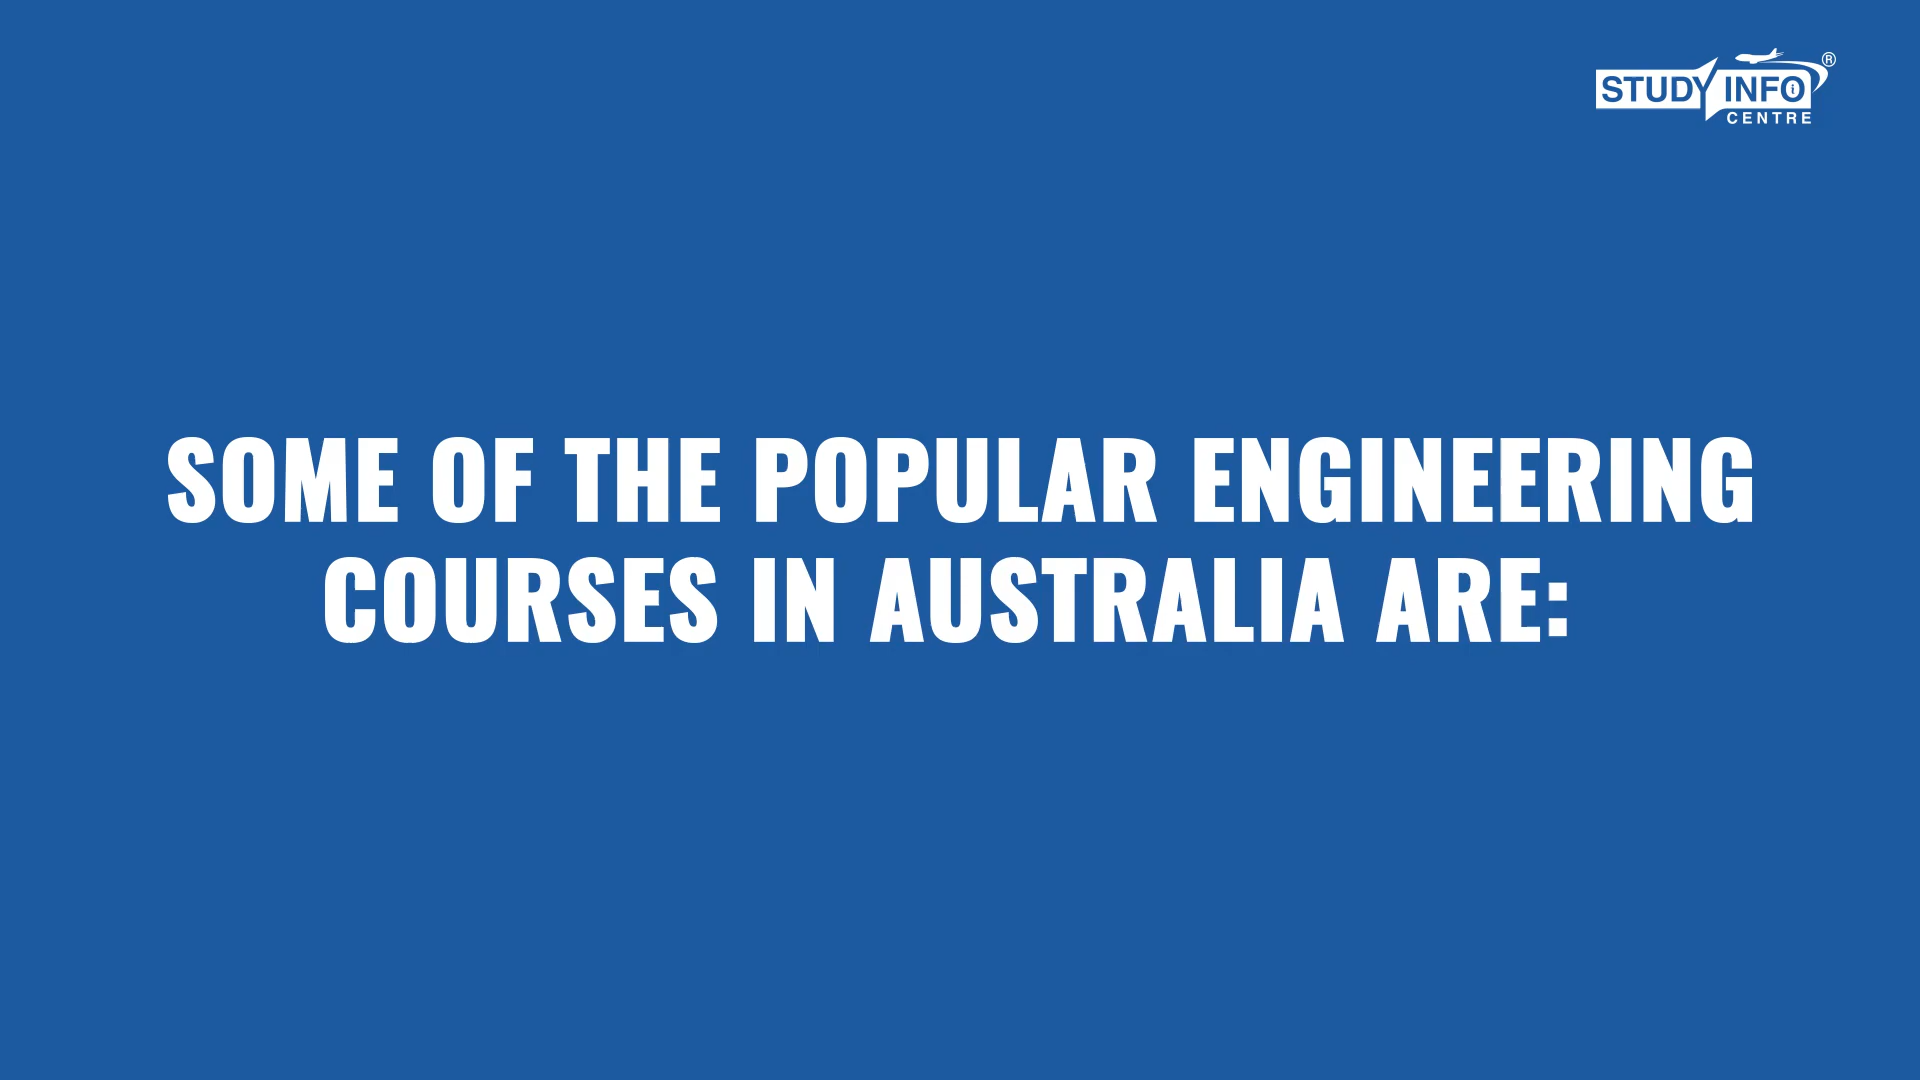 STUDY INFO ®
CENTRE
SOME OF THE POPULAR ENGINEERING
COURSES IN AUSTRALIA ARE: